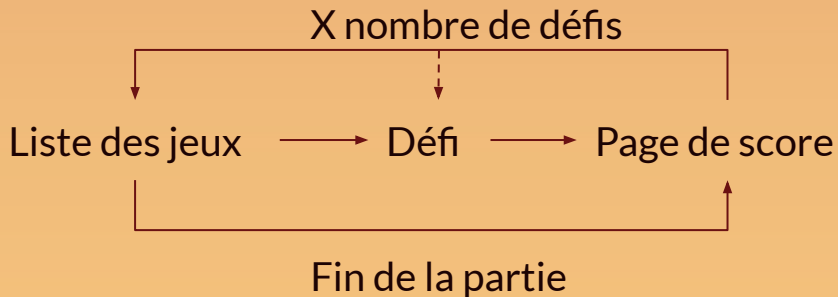 X nombre de défis
Liste des jeux
Défi
Page de score
Fin de la partie